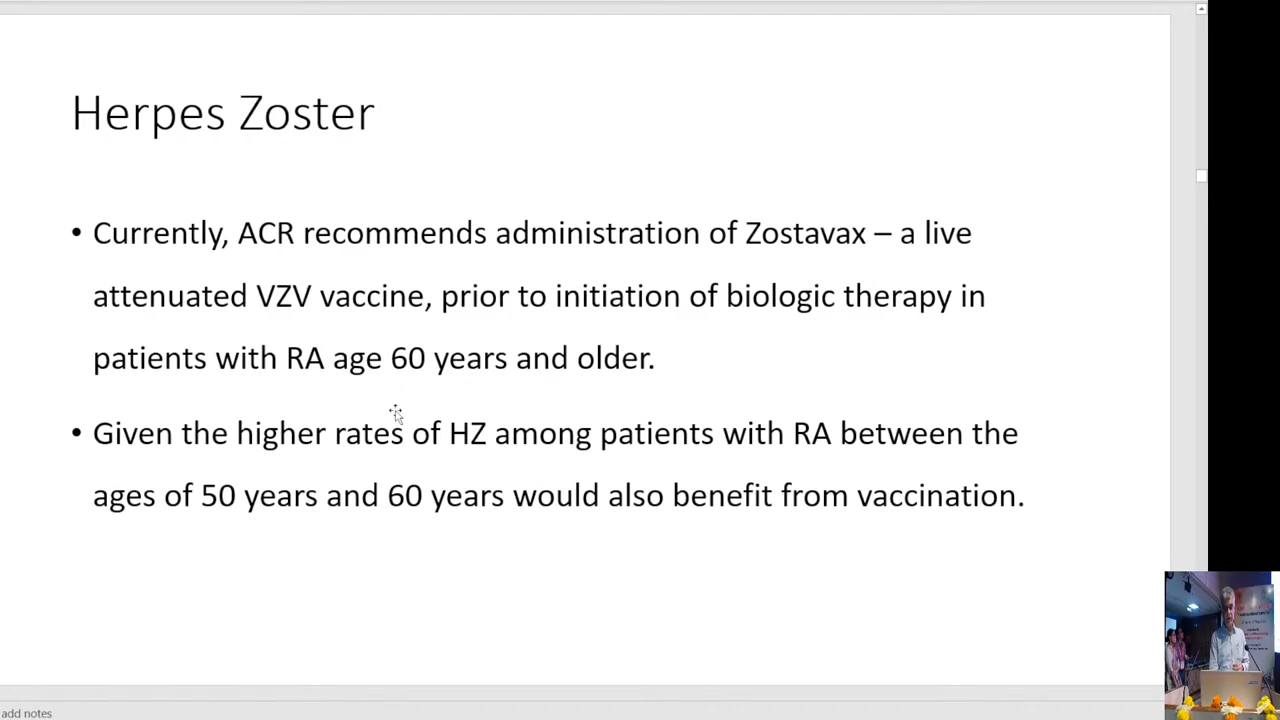 Herpes Zoster
• Currently, ACR recommends administration of Zostavax – a live
attenuated VZV vaccine, prior to initiation of biologic therapy in
patients with RA age 60 years and older.
• Given the higher rates of HZ among patients with RA between the
ages of 50 years and 60 years would also benefit from vaccination.
add notes